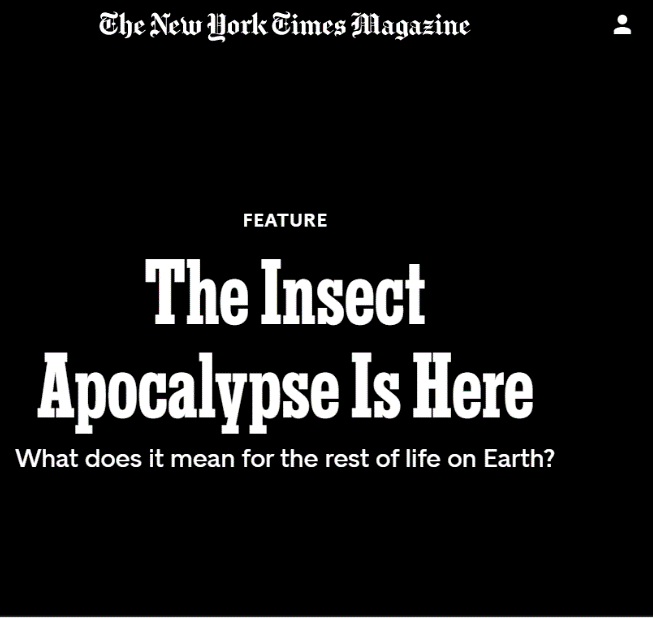 The New York Times Magazine
FEATURE
The Insect
Apocalypse Is Here
What does it mean for the rest of life on Earth?